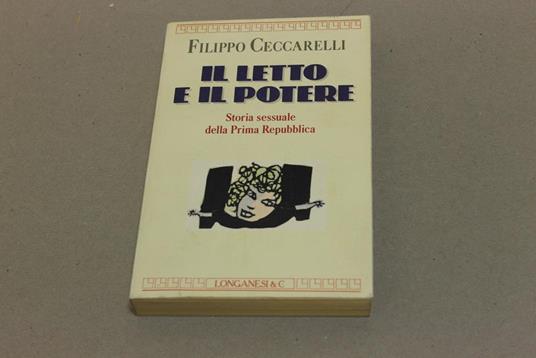 FILIPPO CECCARELLI
IL LETTO
E IL POTERE
Storia sessuale
della Prima Repubblica
LONGANESI & C